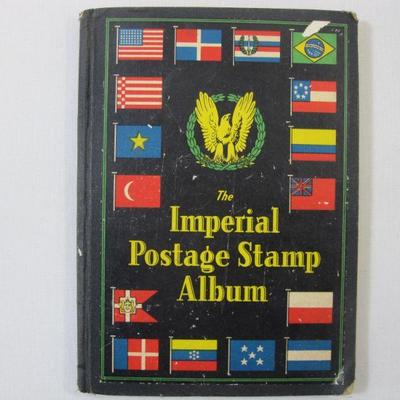 The
Imperial
Postage Stamp
Album